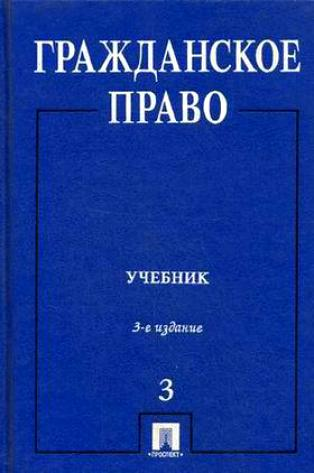 ГРАЖДАНСКОЕ
ПРАВО
УЧЕБНИК
3-е издание
3
•ПРОСПЕКТ•